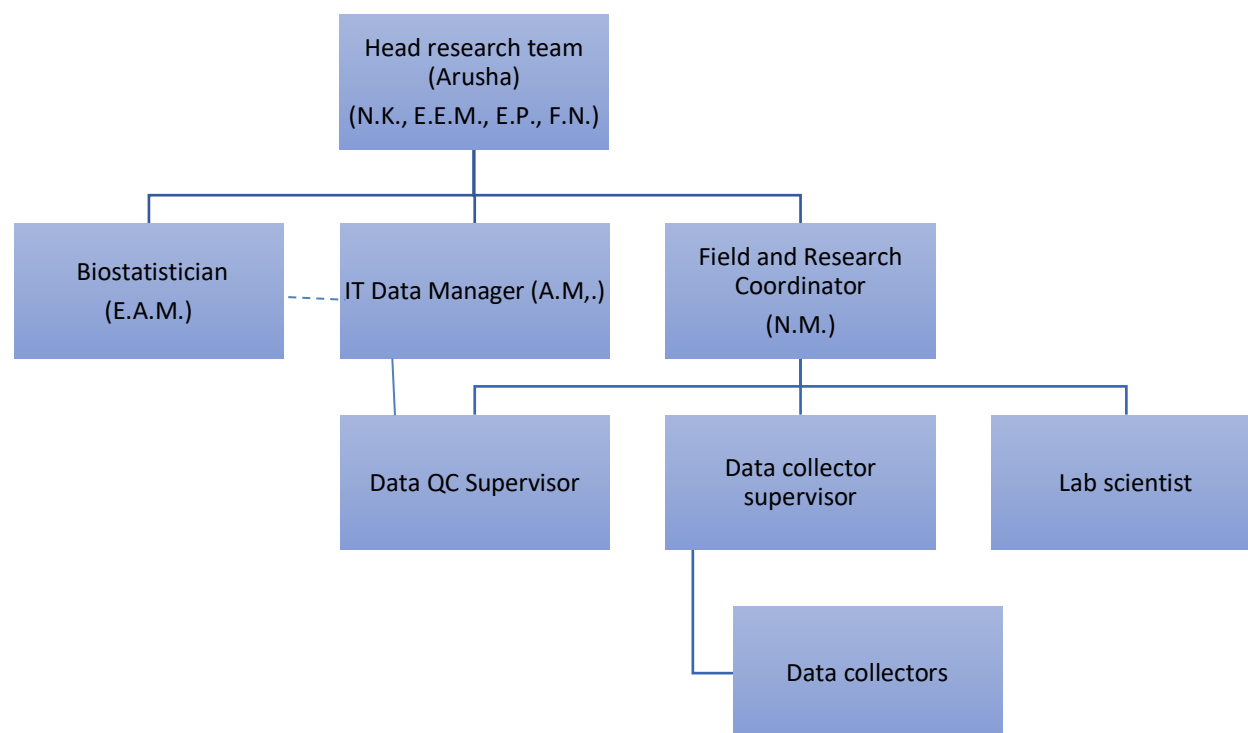 Head research team
(Arusha)
(N.K., E.E.M., E.P., F.N.)
Biostatistician
(E.A.M.)
IT Data Manager (A.M,.)
Field and Research
Coordinator
(N.M.)
Data QC Supervisor
Data collector
supervisor
Lab scientist
Data collectors